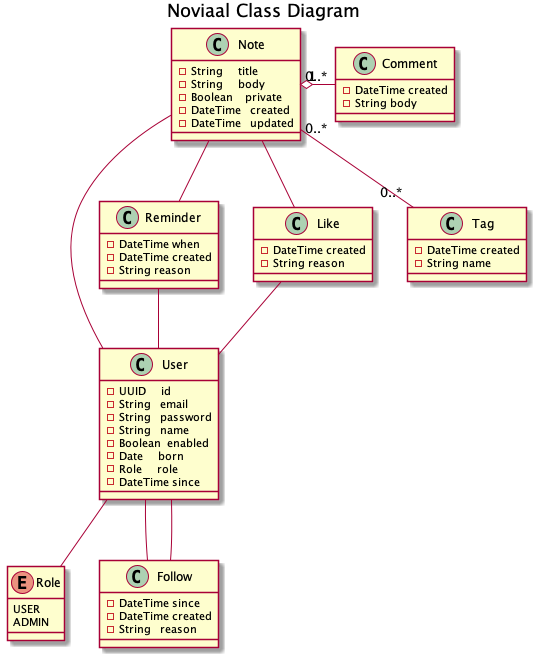 Noviaal Class Diagram
C Note
String title
String body
Boolean private
DateTime created
DateTime updated
0..*
C Comment
DateTime created
String body
0..*
0..*
C Reminder
DateTime when
DateTime created
String reason
C Like
DateTime created
String reason
C Tag
DateTime created
String name
C User
UUID id
String email
String password
String name
Boolean enabled
Date born
Role role
DateTime since
E Role
USER
ADMIN
C Follow
DateTime since
DateTime created
String reason